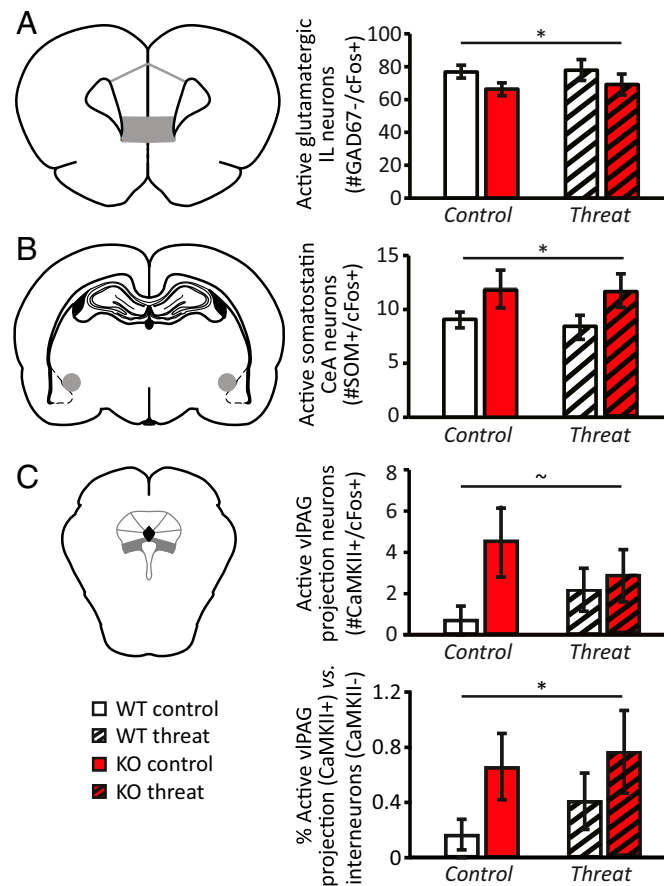 A
Active glutamatergic
IL neurons
(#GAD67-/cFos+)
100
80
60
40
20
0
*
Control
Threat
B
Active somatostatin
CeA neurons
(#SOM+/cFos+)
15
10
5
0
*
Control
Threat
C
Active vlPAG
projection neurons
(#CaMKII+/cFos+)
8
6
4
2
0
~
Control
Threat
WT control
WT threat
KO control
KO threat
% Active vlPAG
projection (CaMKII+) vs.
interneurons (CaMKII-)
1.2
0.8
0.4
0
*
Control
Threat